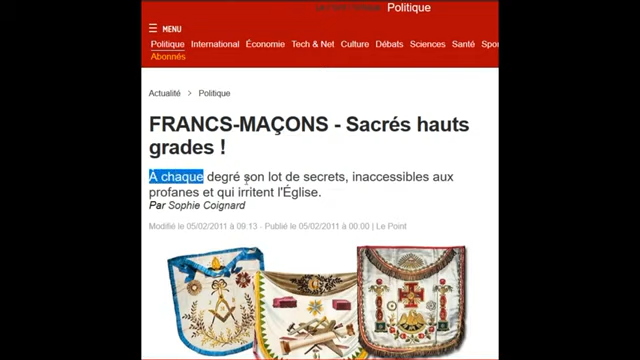 Politique
MENU
Politique International Économie Tech & Net Culture Débats Sciences Santé Spor
Abonnés
Actualité > Politique
FRANCS-MAÇONS - Sacrés hauts
grades !
À chaque degré son lot de secrets, inaccessibles aux
profanes et qui irritent l'Église.
Par Sophie Coignard
Modifié le 05/02/2011 à 09:13 - Publié le 05/02/2011 à 00:00 | Le Point